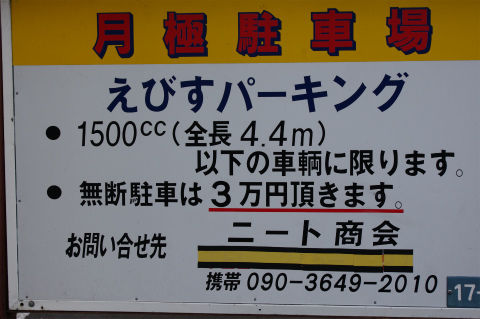 月極駐車場
えびすパーキング
● 1500cc(全長4.4m)
以下の車輌に限ります。
● 無断駐車は3万円頂きます。
お問い合せ先 ニート商会
携帯 090-3649-2010
17-